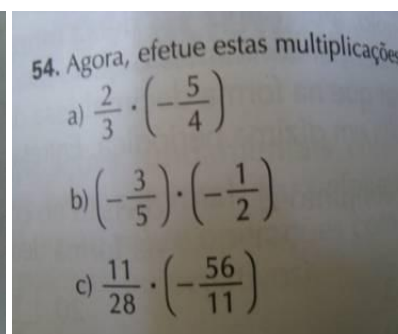 54. Agora, efetue estas multiplicações
a) 2/3 · (-5/4)
b) (-3/5) · (-1/2)
c) 11/28 · (-56/11)